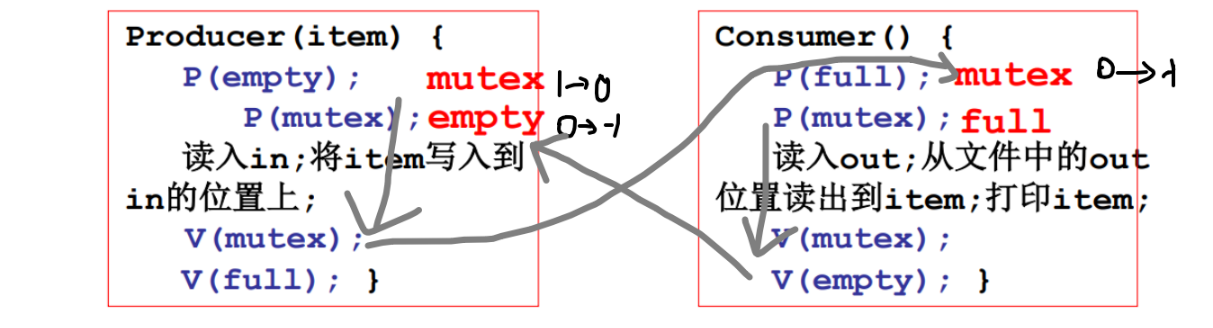 Producer(item) {
P(empty); mutex 1→0
P(mutex); empty 0→-1
读入in;将item写入到
in的位置上;
V(mutex);
V(full); }
Consumer() {
P(full); mutex 0→-1
P(mutex); full
读入out;从文件中的out
位置读出到item;打印item;
V(mutex);
V(empty); }